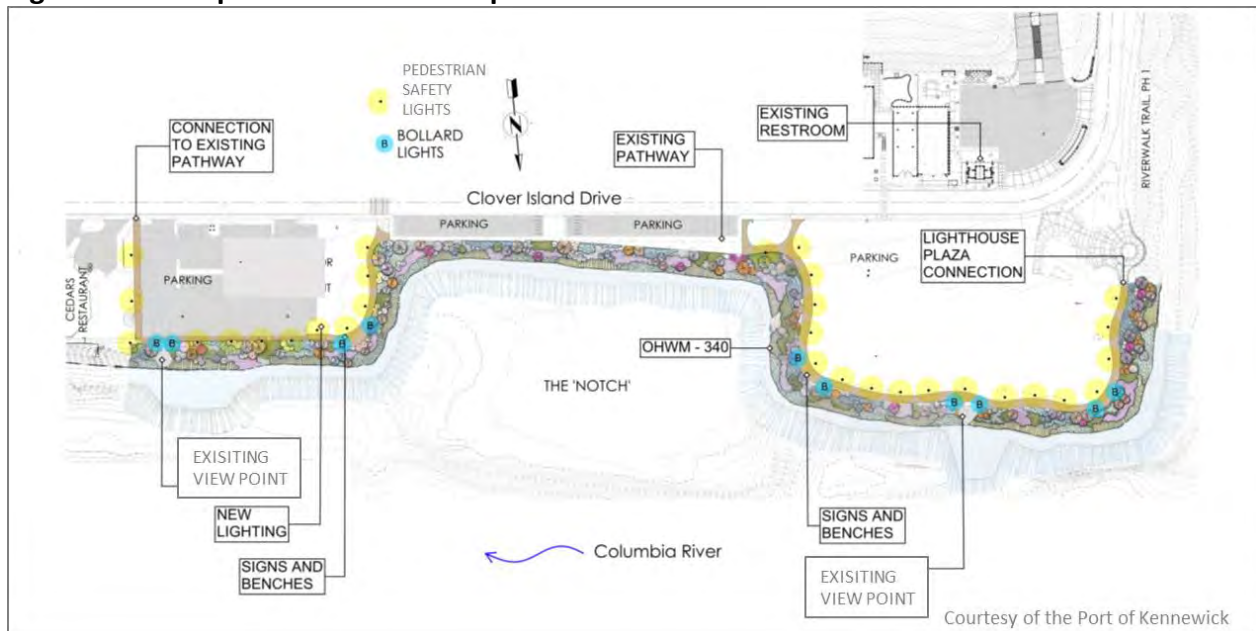 PEDESTRIAN
SAFETY
LIGHTS
B BOLLARD
LIGHTS
N
CONNECTION
TO EXISTING
PATHWAY
EXISTING
PATHWAY
EXISTING
RESTROOM
RIVERWALK TRAIL, PH 1
Clover Island Drive
PARKING
PARKING
PARKING
PARKING
LIGHTHOUSE
PLAZA
CONNECTION
CEDARS
RESTAURANT
B B
B
B
OHWM - 340
THE 'NOTCH'
B
B
B B
B
B
EXISITING
VIEW POINT
NEW
LIGHTING
SIGNS AND
BENCHES
SIGNS AND
BENCHES
Columbia River
EXISITING
VIEW POINT
Courtesy of the Port of Kennewick